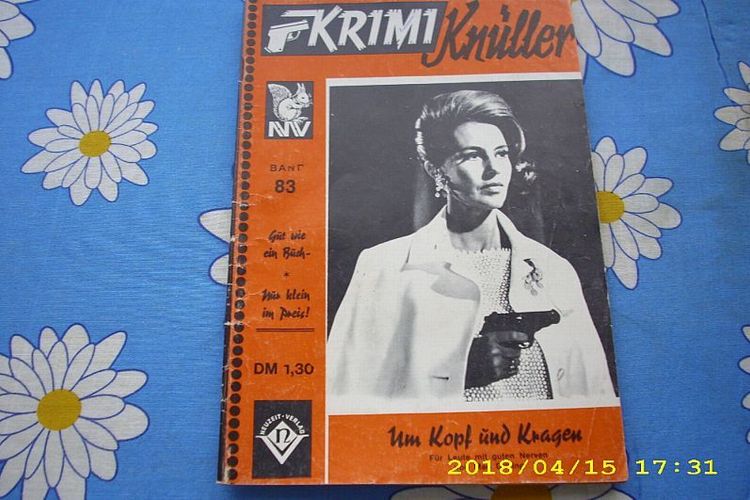 KRIMI Knüller
NV
BAND
83
Gut wie
ein Buch-
*
Nur klein
im Preis!
DM 1,30
NEUZEIT-VERLAG
N
Um Kopf und Kragen
Für Leute mit guten Nerven
2018/04/15 17:31